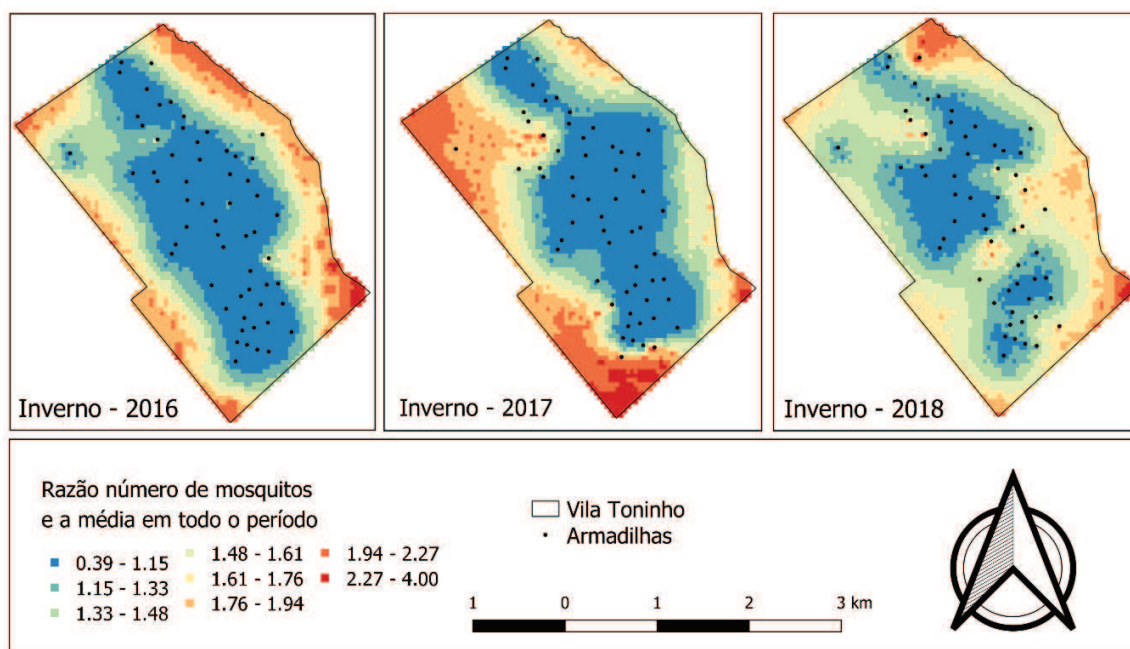 Inverno - 2016
Inverno - 2017
Inverno - 2018
Razão número de mosquitos
e a média em todo o período
0.39 - 1.15
1.15 - 1.33
1.33 - 1.48
1.48 - 1.61
1.61 - 1.76
1.76 - 1.94
1.94 - 2.27
2.27 - 4.00
Vila Toninho
Armadilhas
1 0 1 2 3 km